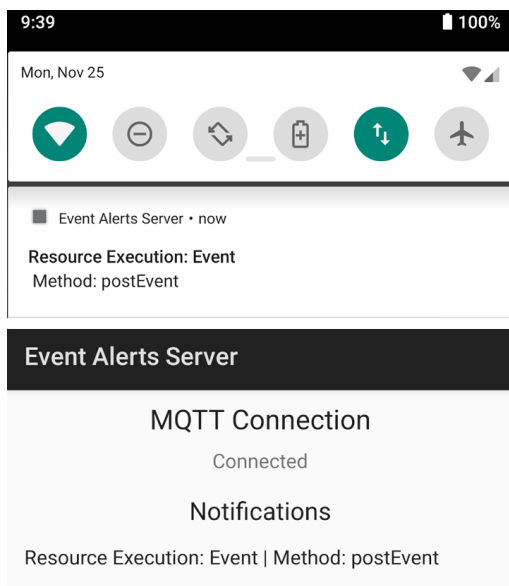 9:39 100%
Mon, Nov 25
Event Alerts Server • now
Resource Execution: Event
Method: postEvent
Event Alerts Server
MQTT Connection
Connected
Notifications
Resource Execution: Event | Method: postEvent